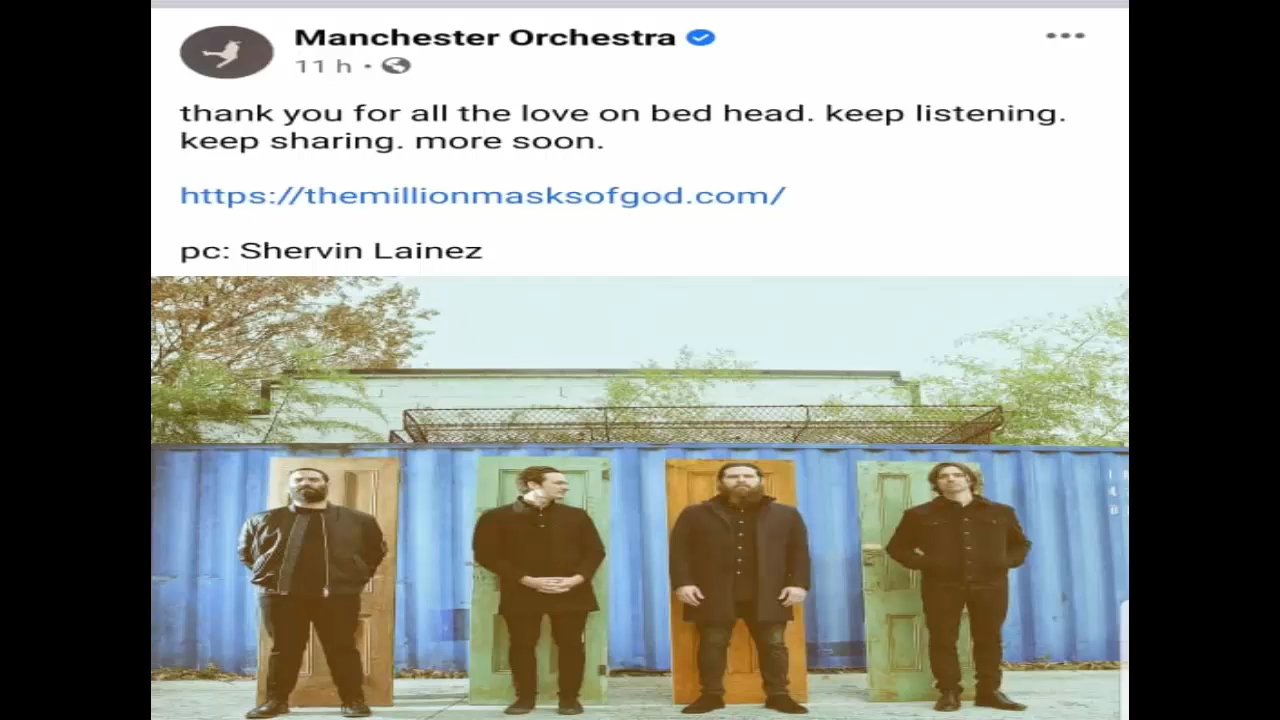 Manchester Orchestra
11 h
thank you for all the love on bed head. keep listening.
keep sharing. more soon.
https://themillionmasksofgod.com/
pc: Shervin Lainez